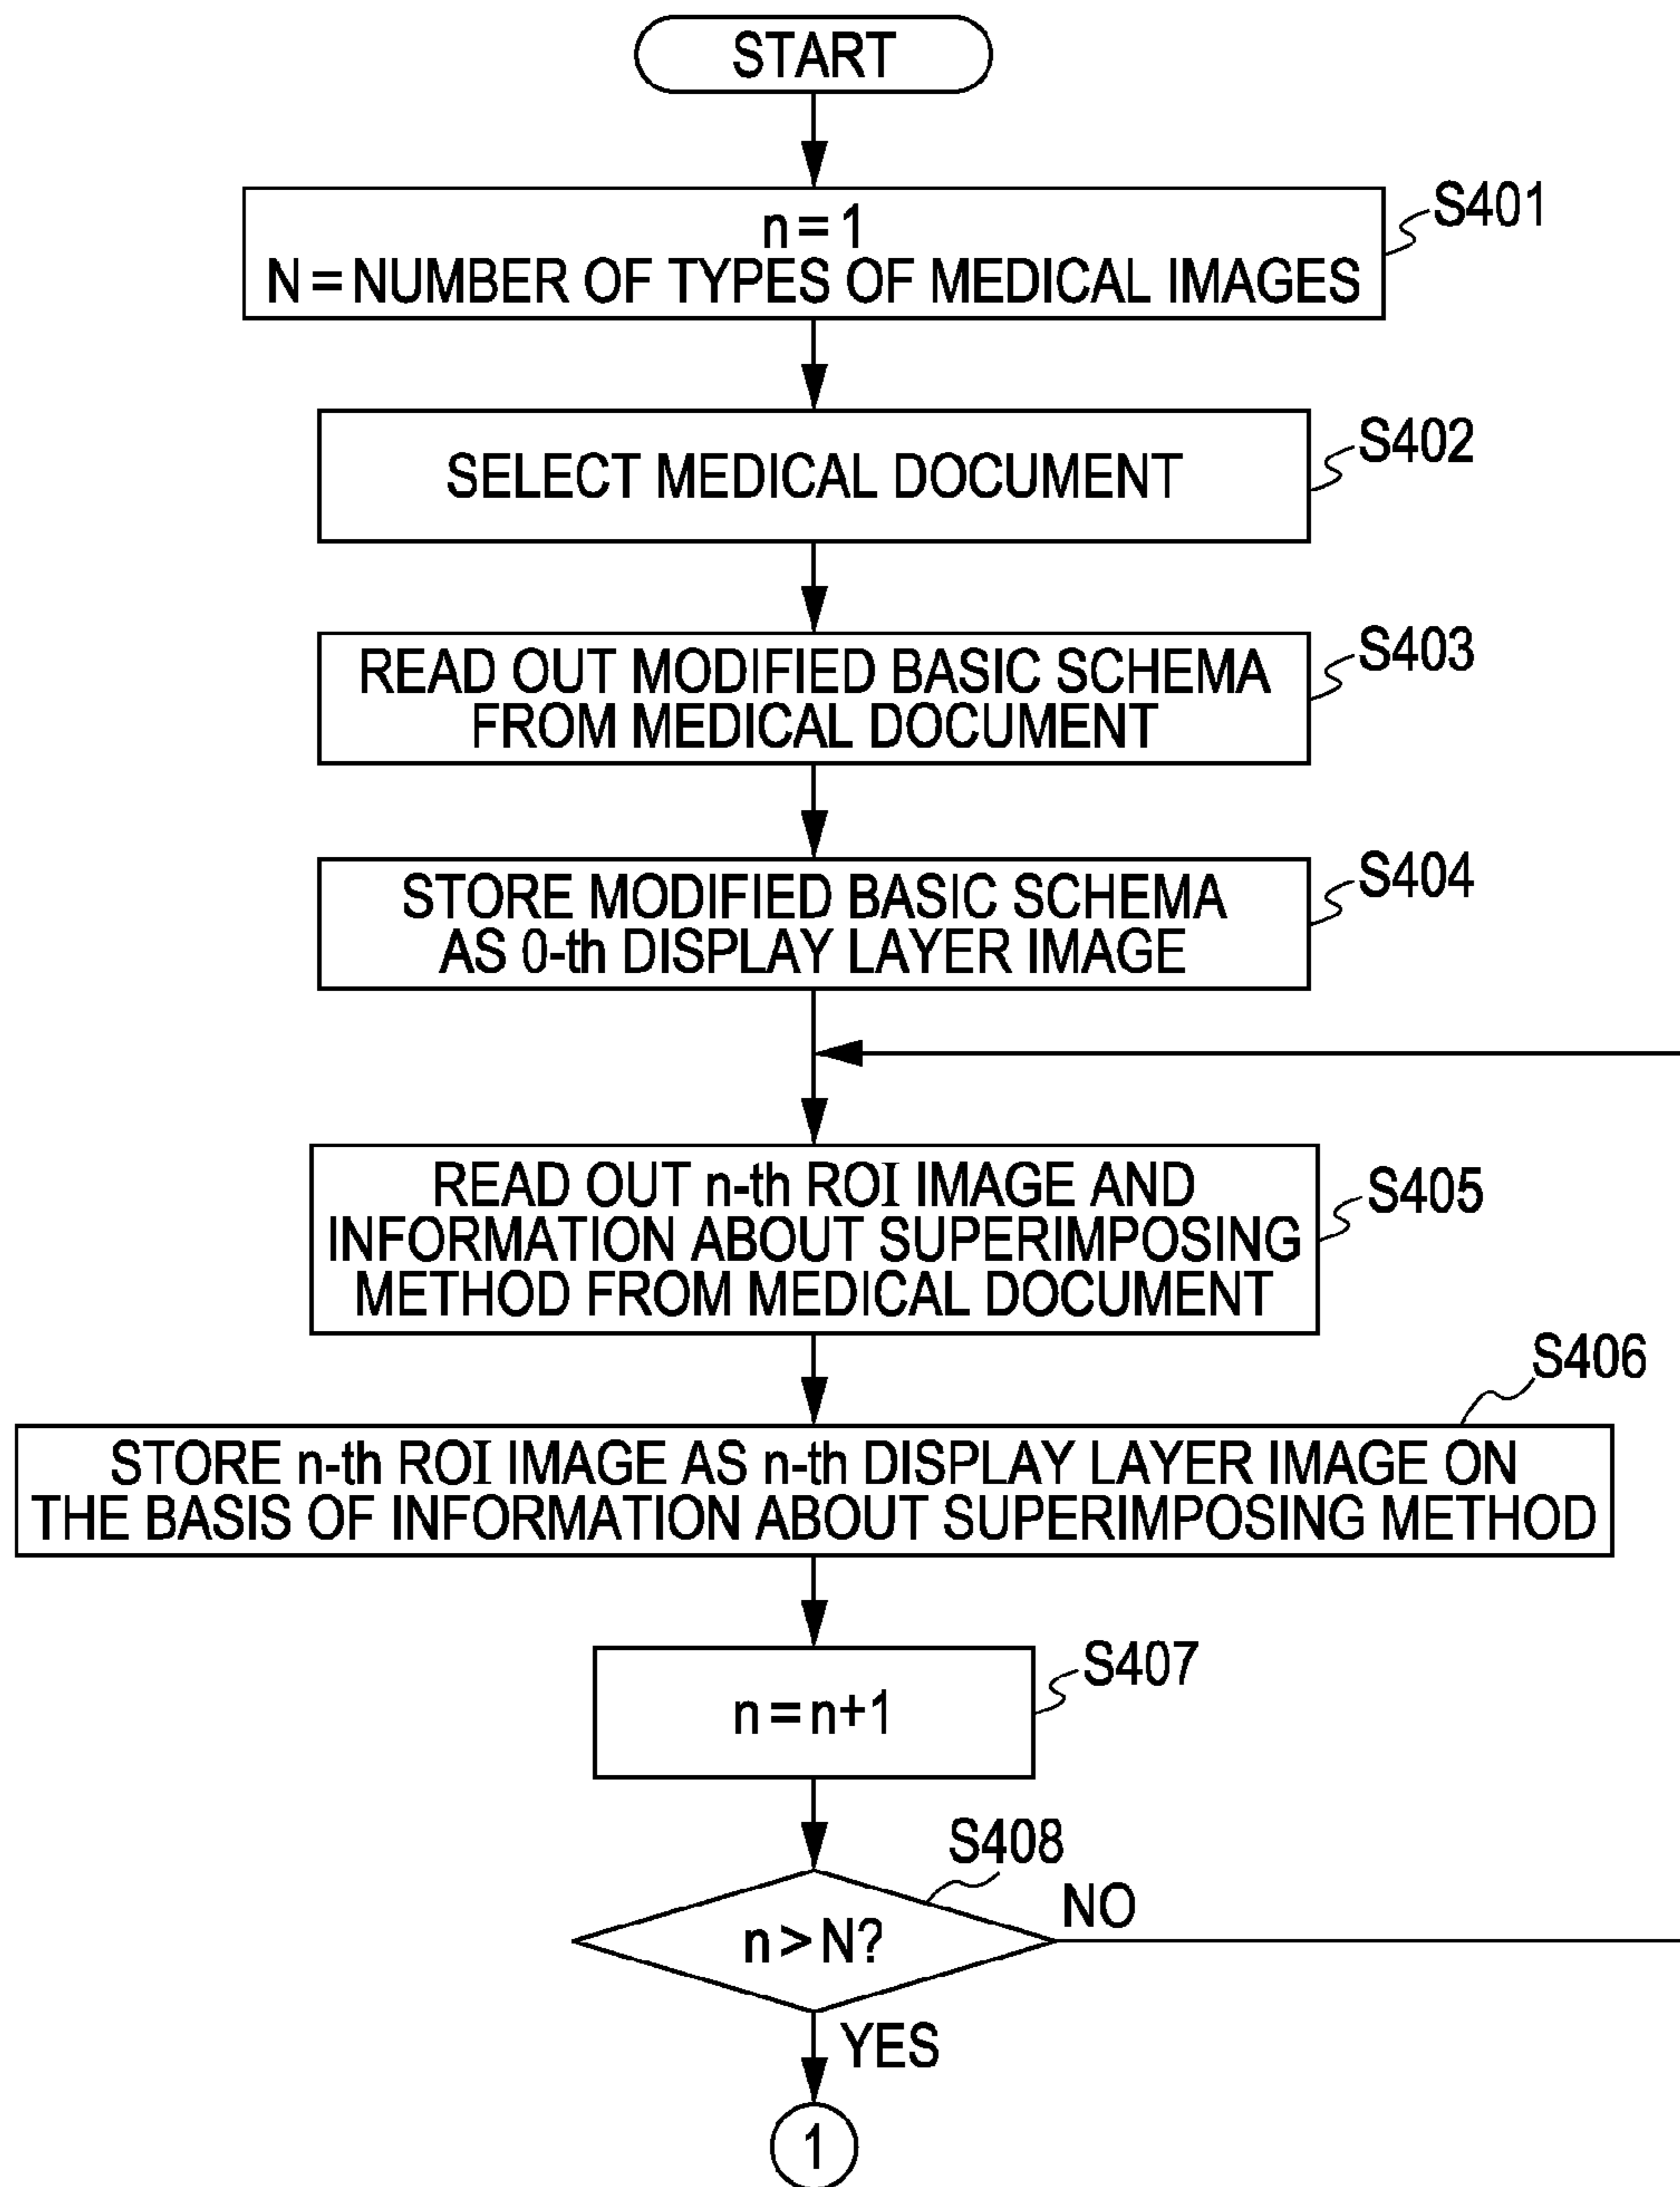 START
S401
n = 1
N = NUMBER OF TYPES OF MEDICAL IMAGES
S402
SELECT MEDICAL DOCUMENT
S403
READ OUT MODIFIED BASIC SCHEMA
FROM MEDICAL DOCUMENT
S404
STORE MODIFIED BASIC SCHEMA
AS 0-th DISPLAY LAYER IMAGE
S405
READ OUT n-th ROI IMAGE AND
INFORMATION ABOUT SUPERIMPOSING
METHOD FROM MEDICAL DOCUMENT
S406
STORE n-th ROI IMAGE AS n-th DISPLAY LAYER IMAGE ON
THE BASIS OF INFORMATION ABOUT SUPERIMPOSING METHOD
S407
n = n+1
S408
n > N?
NO
YES
1